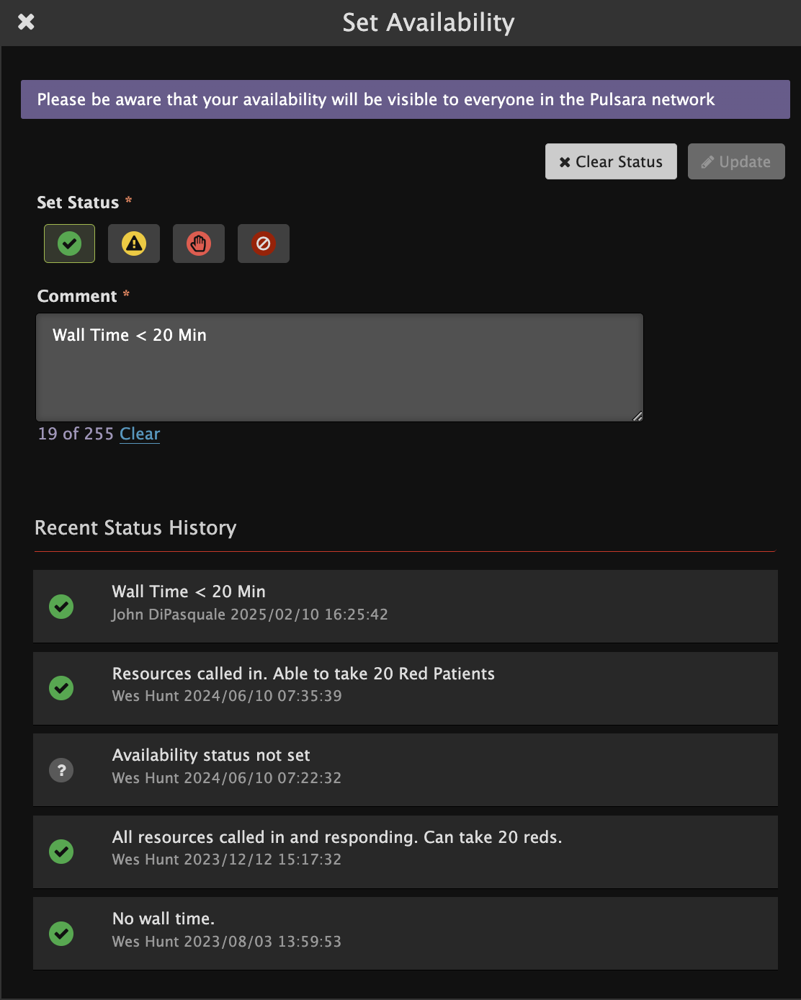 Set Availability
Please be aware that your availability will be visible to everyone in the Pulsara network
Clear Status
Update
Set Status *
Comment *
Wall Time < 20 Min
19 of 255 Clear
Recent Status History
Wall Time < 20 Min
John DiPasquale 2025/02/10 16:25:42
Resources called in. Able to take 20 Red Patients
Wes Hunt 2024/06/10 07:35:39
?
Availability status not set
Wes Hunt 2024/06/10 07:22:32
All resources called in and responding. Can take 20 reds.
Wes Hunt 2023/12/12 15:17:32
No wall time.
Wes Hunt 2023/08/03 13:59:53